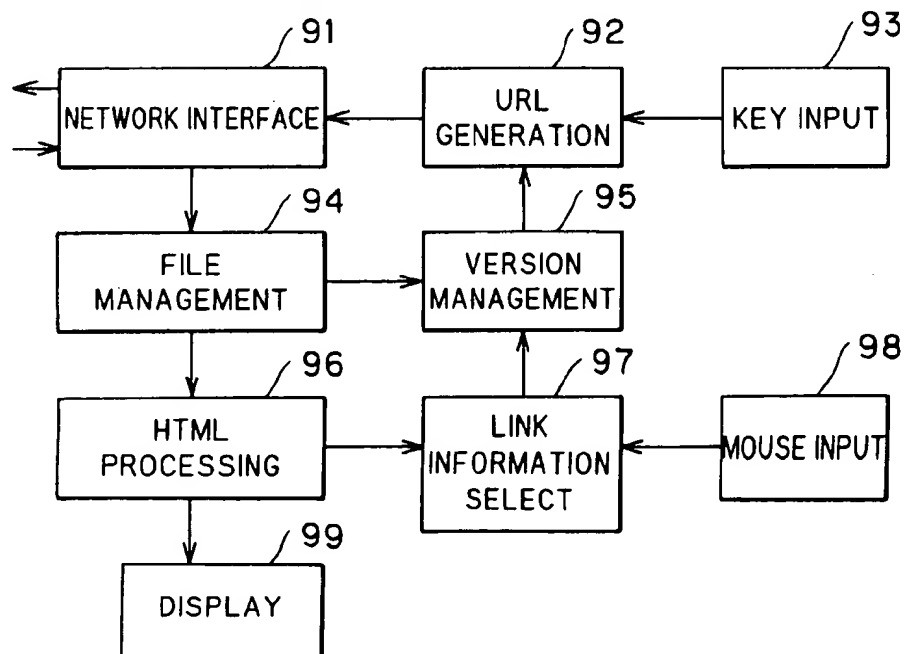 91
92
93
NETWORK INTERFACE
URL
GENERATION
KEY INPUT
94
95
FILE
MANAGEMENT
VERSION
MANAGEMENT
96
97
98
HTML
PROCESSING
LINK
INFORMATION
SELECT
MOUSE INPUT
99
DISPLAY